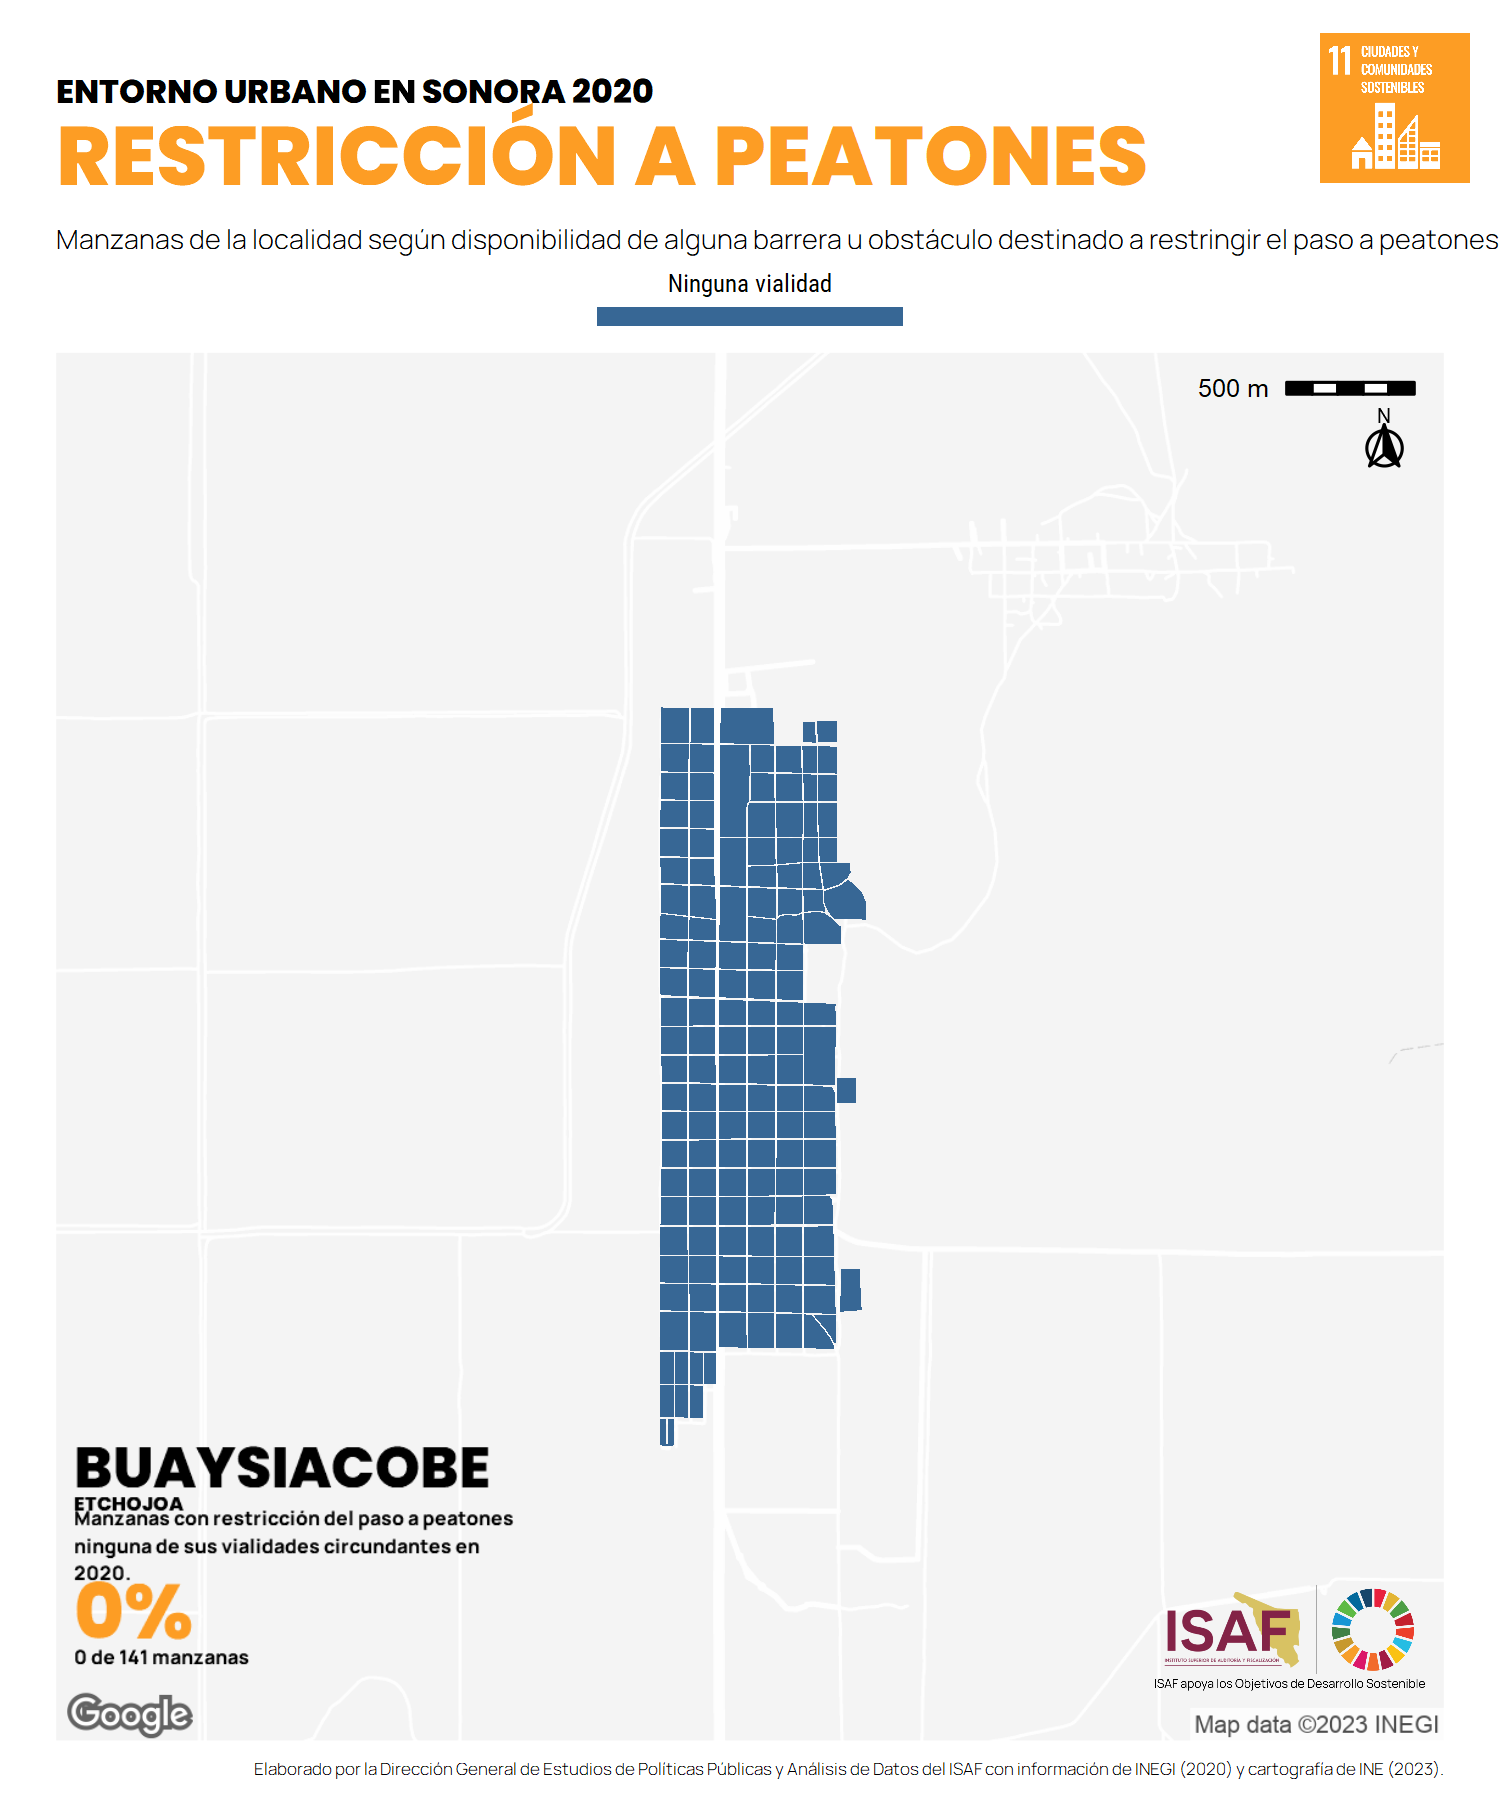 ENTORNO URBANO EN SONORA 2020
RESTRICCIÓN A PEATONES
11 CIUDADES Y
COMUNIDADES
SOSTENIBLES
Manzanas de la localidad según disponibilidad de alguna barrera u obstáculo destinado a restringir el paso a peatones
Ninguna vialidad
500 m
N
BUAYSIACOBE
ETCHOJOA
Manzanas con restricción del paso a peatones
ninguna de sus vialidades circundantes en
2020.
0%
0 de 141 manzanas
Google
ISAF
INSTITUTO SUPERIOR DE AUDITORÍA Y FISCALIZACIÓN
ISAF apoya los Objetivos de Desarrollo Sostenible
Map data ©2023 INEGI
Elaborado por la Dirección General de Estudios de Políticas Públicas y Análisis de Datos del ISAF con información de INEGI (2020) y cartografía de INE (2023).